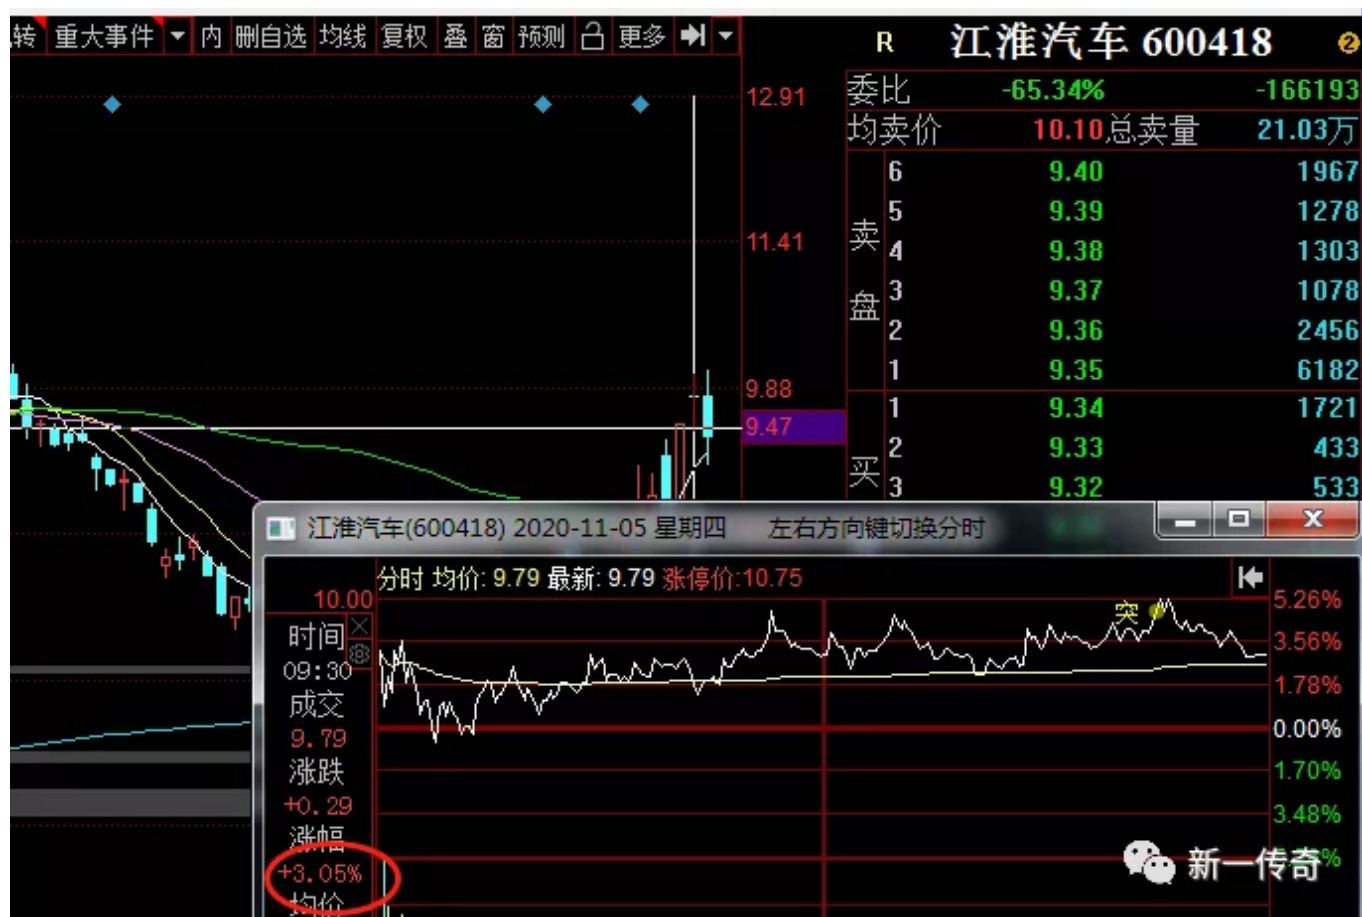 转 重大事件 内 删自选 均线 复权 叠 窗 预测 更多
R 江淮汽车 600418 2
委比 -65.34% -166193
均卖价 10.10 总卖量 21.03万
卖盘
6 9.40 1967
5 9.39 1278
4 9.38 1303
3 9.37 1078
2 9.36 2456
1 9.35 6182
买
1 9.34 1721
2 9.33 433
3 9.32 533
12.91
11.41
9.88
9.47
江淮汽车(600418) 2020-11-05 星期四 左右方向键切换分时
分时 均价: 9.79 最新: 9.79 涨停价:10.75
10.00
时间
09:30
成交
9.79
涨跌
+0.29
涨幅
+3.05%
均价
突
5.26%
3.56%
1.78%
0.00%
1.70%
3.48%
新一传奇